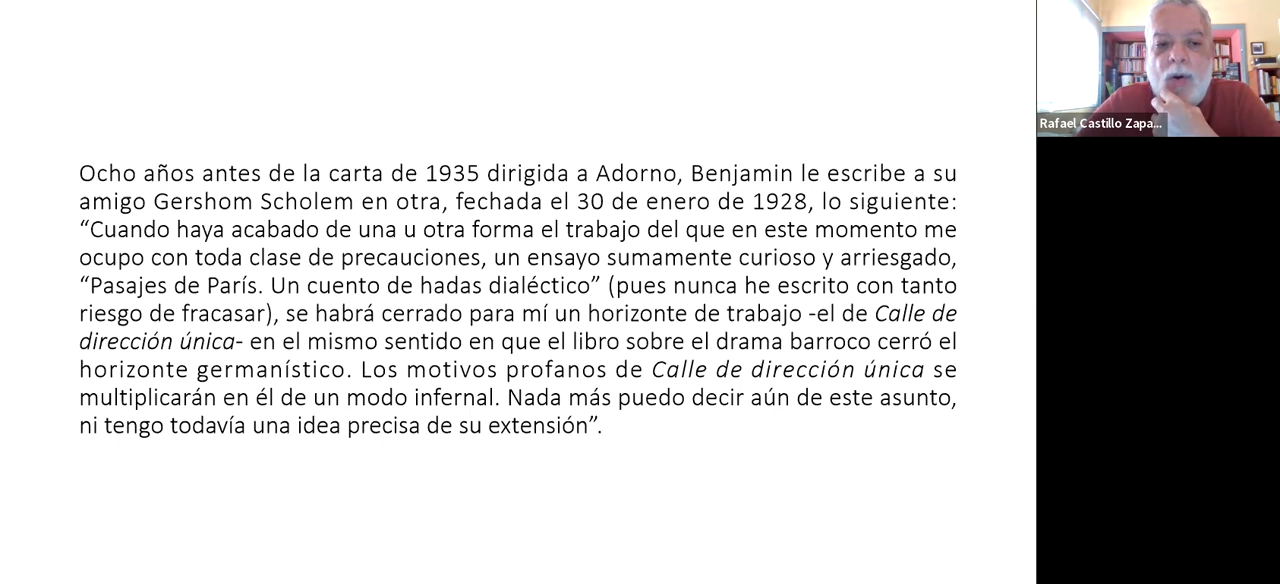 Ocho años antes de la carta de 1935 dirigida a Adorno, Benjamin le escribe a su
amigo Gershom Scholem en otra, fechada el 30 de enero de 1928, lo siguiente:
“Cuando haya acabado de una u otra forma el trabajo del que en este momento me
ocupo con toda clase de precauciones, un ensayo sumamente curioso y arriesgado,
“Pasajes de París. Un cuento de hadas dialéctico” (pues nunca he escrito con tanto
riesgo de fracasar), se habrá cerrado para mí un horizonte de trabajo -el de Calle de
dirección única- en el mismo sentido en que el libro sobre el drama barroco cerró el
horizonte germanístico. Los motivos profanos de Calle de dirección única se
multiplicarán en él de un modo infernal. Nada más puedo decir aún de este asunto,
ni tengo todavía una idea precisa de su extensión”.
Rafael Castillo Zapa...